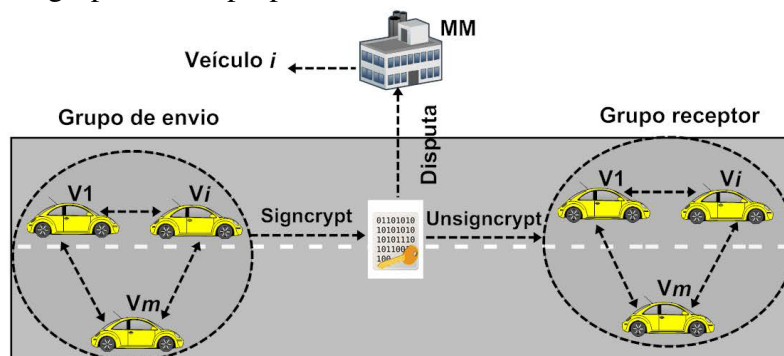 MM
Veículo i
Grupo de envio
Grupo receptor
Disputa
V1
Vi
Signcrypt
01101010
10101010
10101110
Unsigncrypt
V1
Vi
Vm
Vm